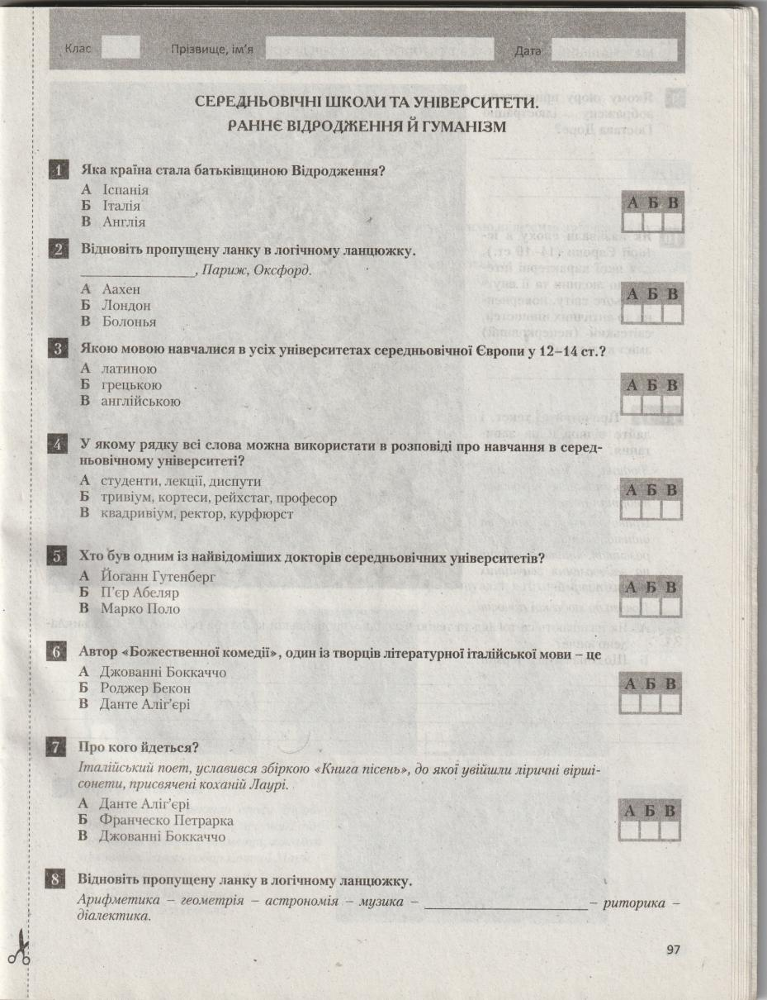 Клас Прізвище, ім'я Дата
СЕРЕДНЬОВІЧНІ ШКОЛИ ТА УНІВЕРСИТЕТИ.
РАННЄ ВІДРОДЖЕННЯ Й ГУМАНІЗМ
1 Яка країна стала батьківщиною Відродження?
А Іспанія
Б Італія
В Англія
А Б В
2 Відновіть пропущену ланку в логічному ланцюжку.
_______________, Париж, Оксфорд.
А Аахен
Б Лондон
В Болонья
А Б В
3 Якою мовою навчалися в усіх університетах середньовічної Європи у 12–14 ст.?
А латиною
Б грецькою
В англійською
А Б В
4 У якому рядку всі слова можна використати в розповіді про навчання в серед-
ньовічному університеті?
А студенти, лекції, диспути
Б тривіум, кортеси, рейхстаг, професор
В квадривіум, ректор, курфюрст
А Б В
5 Хто був одним із найвідоміших докторів середньовічних університетів?
А Йоганн Гутенберг
Б П'єр Абеляр
В Марко Поло
А Б В
6 Автор «Божественної комедії», один із творців літературної італійської мови – це
А Джованні Боккаччо
Б Роджер Бекон
В Данте Аліг'єрі
А Б В
7 Про кого йдеться?
Італійський поет, уславився збіркою «Книга пісень», до якої увійшли ліричні вірші-
сонети, присвячені коханій Лаурі.
А Данте Аліг'єрі
Б Франческо Петрарка
В Джованні Боккаччо
А Б В
8 Відновіть пропущену ланку в логічному ланцюжку.
Арифметика – геометрія – астрономія – музика – ____________________ – риторика –
діалектика.
97